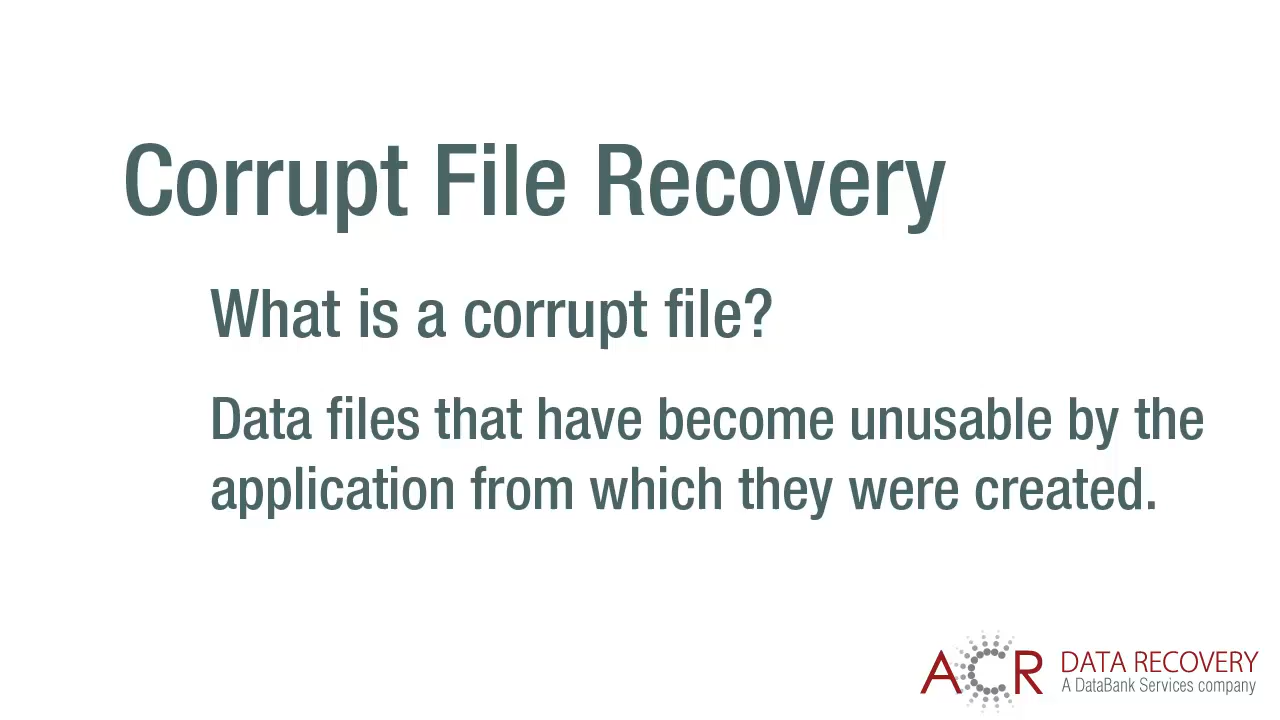 Corrupt File Recovery
What is a corrupt file?
Data files that have become unusable by the
application from which they were created.
ACR DATA RECOVERY
A DataBank Services company